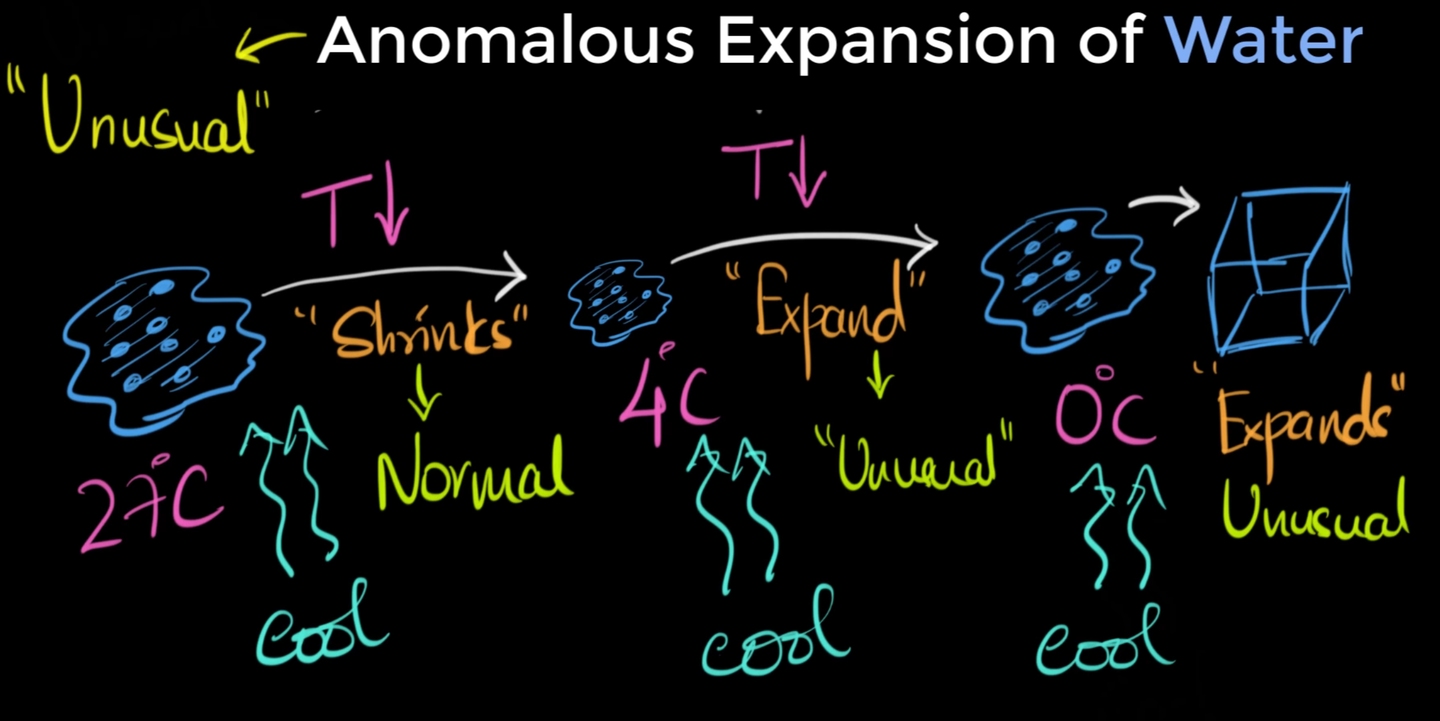 Anomalous Expansion of Water
"Unusual"
T↓
T↓
"Shrinks"
"Expand"
27°C
Normal
4°C
"Unusual"
0°C
"Expands"
Unusual
cool
cool
cool